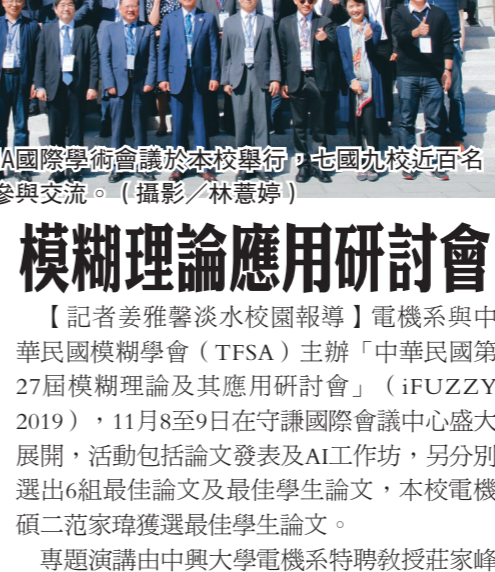 A國際學術會議於本校舉行，七國九校近百名
參與交流。（攝影／林薏婷）
模糊理論應用研討會
【記者姜雅馨淡水校園報導】電機系與中
華民國模糊學會（TFSA）主辦「中華民國第
27屆模糊理論及其應用研討會」（iFUZZY
2019），11月8至9日在守謙國際會議中心盛大
展開，活動包括論文發表及AI工作坊，另分別
選出6組最佳論文及最佳學生論文，本校電機
碩二范家瑋獲選最佳學生論文。
專題演講由中興大學電機系特聘教授莊家峰